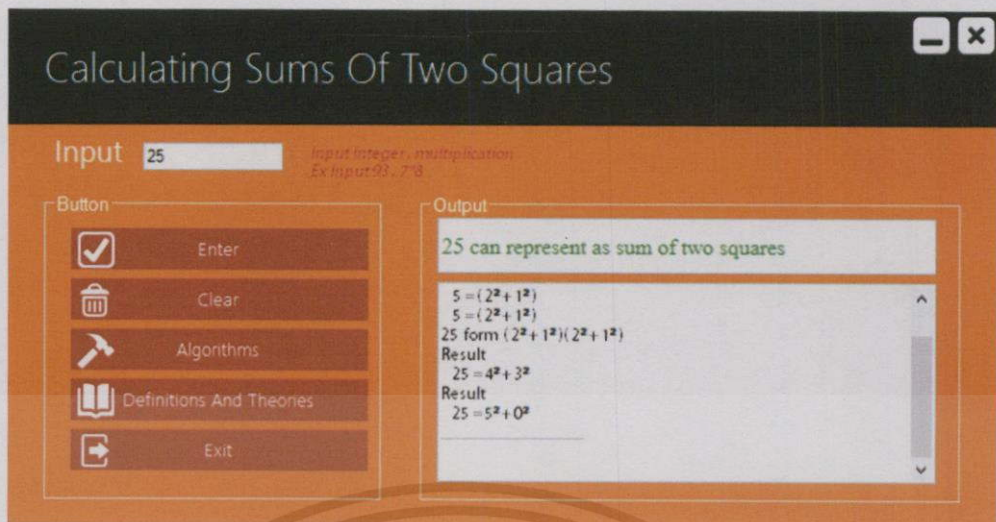 Calculating Sums Of Two Squares
Input 25 Input integer, multiplication
Ex Input 93, 7*8
Button
Enter
Clear
Algorithms
Definitions And Theories
Exit
Output
25 can represent as sum of two squares
5 = (2² + 1²)
5 = (2² + 1²)
25 form (2² + 1²)(2² + 1²)
Result
25 = 4² + 3²
Result
25 = 5² + 0²